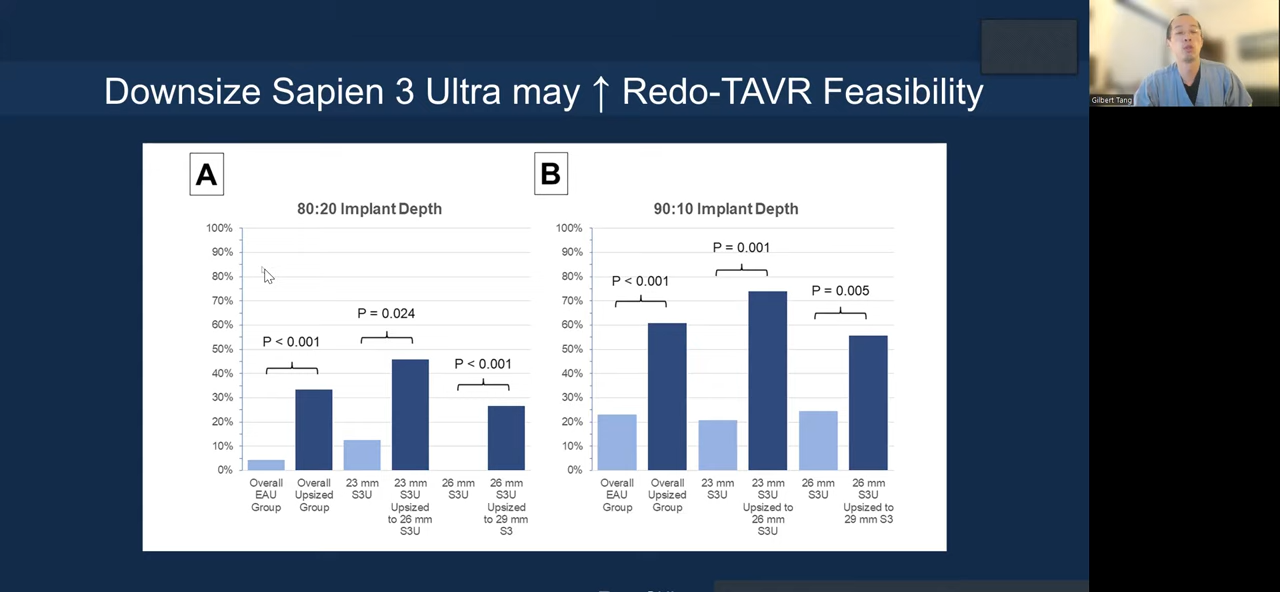 Downsize Sapien 3 Ultra may ↑ Redo-TAVR Feasibility
Gilbert Tang
A
80:20 Implant Depth
100%
90%
80%
70%
60%
50%
40%
30%
20%
10%
0%
P < 0.001
P = 0.024
P < 0.001
Overall
EAU
Group
Overall
Upsized
Group
23 mm
S3U
23 mm
S3U
Upsized
to 26 mm
S3U
26 mm
S3U
26 mm
S3U
Upsized
to 29 mm
S3
B
90:10 Implant Depth
100%
90%
80%
70%
60%
50%
40%
30%
20%
10%
0%
P < 0.001
P = 0.001
P = 0.005
Overall
EAU
Group
Overall
Upsized
Group
23 mm
S3U
23 mm
S3U
Upsized to
26 mm
S3U
26 mm
S3U
26 mm
S3U
Upsized to
29 mm S3